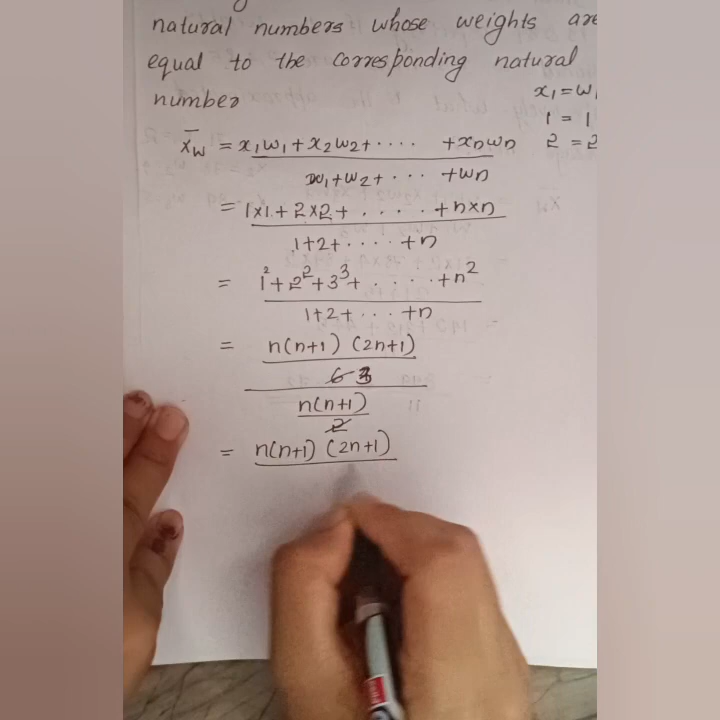 natural numbers whose weights are
equal to the corresponding natural
number
x₁ = w₁
1 = 1
2 = 2
x̄w = x₁w₁ + x₂w₂ + .... + xₙwₙ
w₁ + w₂ + ... + wₙ
= 1×1 + 2×2 + . . . . + n×n
1+2+ .... +n
= 1² + 2² + 3³ + . . . . + n²
1+2+ ... +n
= n(n+1) (2n+1)
6 3
n(n+1)
2
= n(n+1) (2n+1)